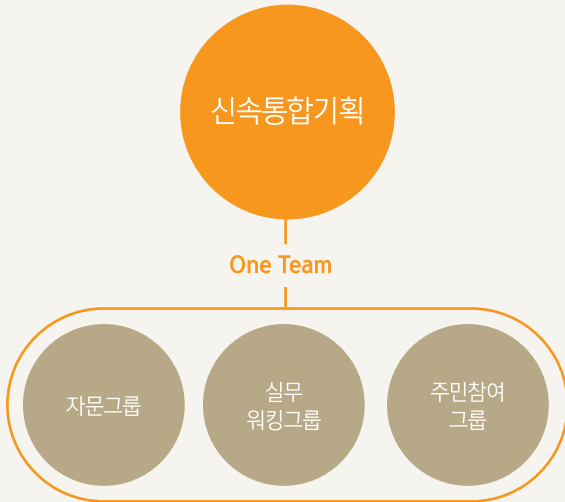 신속통합기획
One Team
자문그룹
실무
워킹그룹
주민참여
그룹